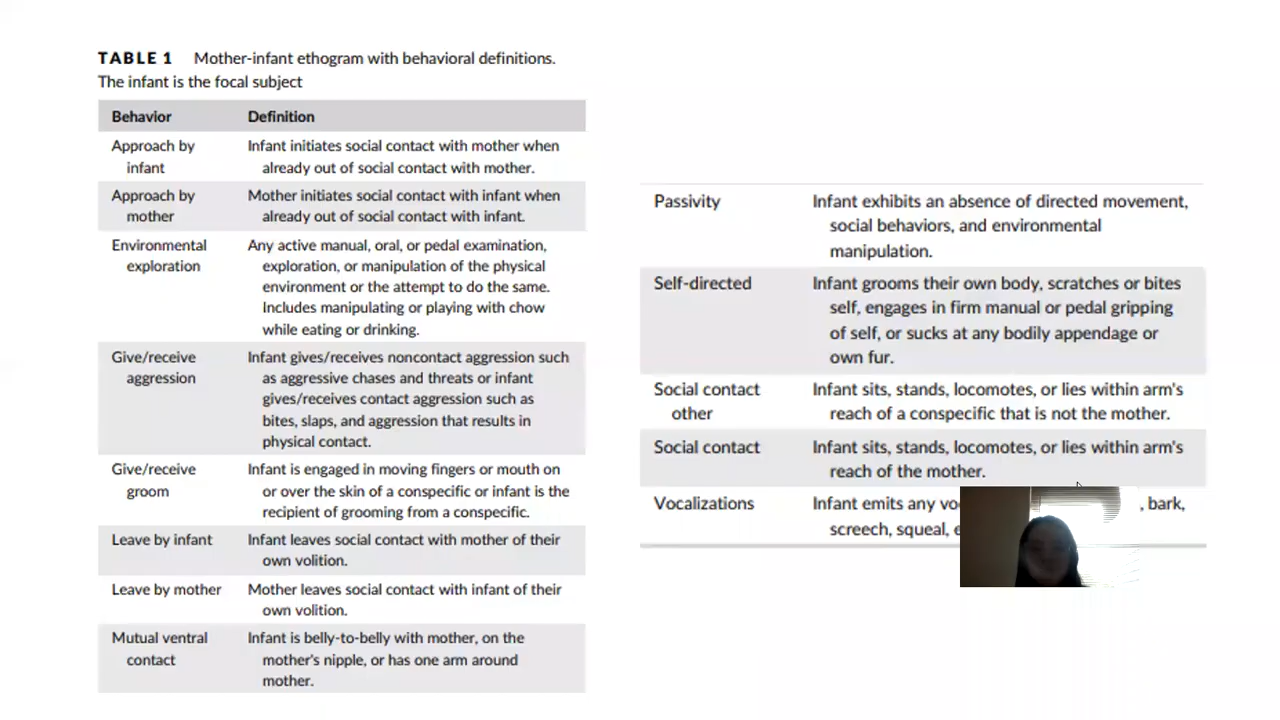 TABLE 1 Mother-infant ethogram with behavioral definitions.
The infant is the focal subject
Behavior Definition
Approach by Infant initiates social contact with mother when
infant already out of social contact with mother.
Approach by Mother initiates social contact with infant when
mother already out of social contact with infant.
Environmental Any active manual, oral, or pedal examination,
exploration exploration, or manipulation of the physical
environment or the attempt to do the same.
Includes manipulating or playing with chow
while eating or drinking.
Give/receive Infant gives/receives noncontact aggression such
aggression as aggressive chases and threats or infant
gives/receives contact aggression such as
bites, slaps, and aggression that results in
physical contact.
Give/receive Infant is engaged in moving fingers or mouth on
groom or over the skin of a conspecific or infant is the
recipient of grooming from a conspecific.
Leave by infant Infant leaves social contact with mother of their
own volition.
Leave by mother Mother leaves social contact with infant of their
own volition.
Mutual ventral Infant is belly-to-belly with mother, on the
contact mother's nipple, or has one arm around
mother.
Passivity Infant exhibits an absence of directed movement,
social behaviors, and environmental
manipulation.
Self-directed Infant grooms their own body, scratches or bites
self, engages in firm manual or pedal gripping
of self, or sucks at any bodily appendage or
own fur.
Social contact Infant sits, stands, locomotes, or lies within arm's
other reach of a conspecific that is not the mother.
Social contact Infant sits, stands, locomotes, or lies within arm's
reach of the mother.
Vocalizations Infant emits any , bark,
screech, squeal,